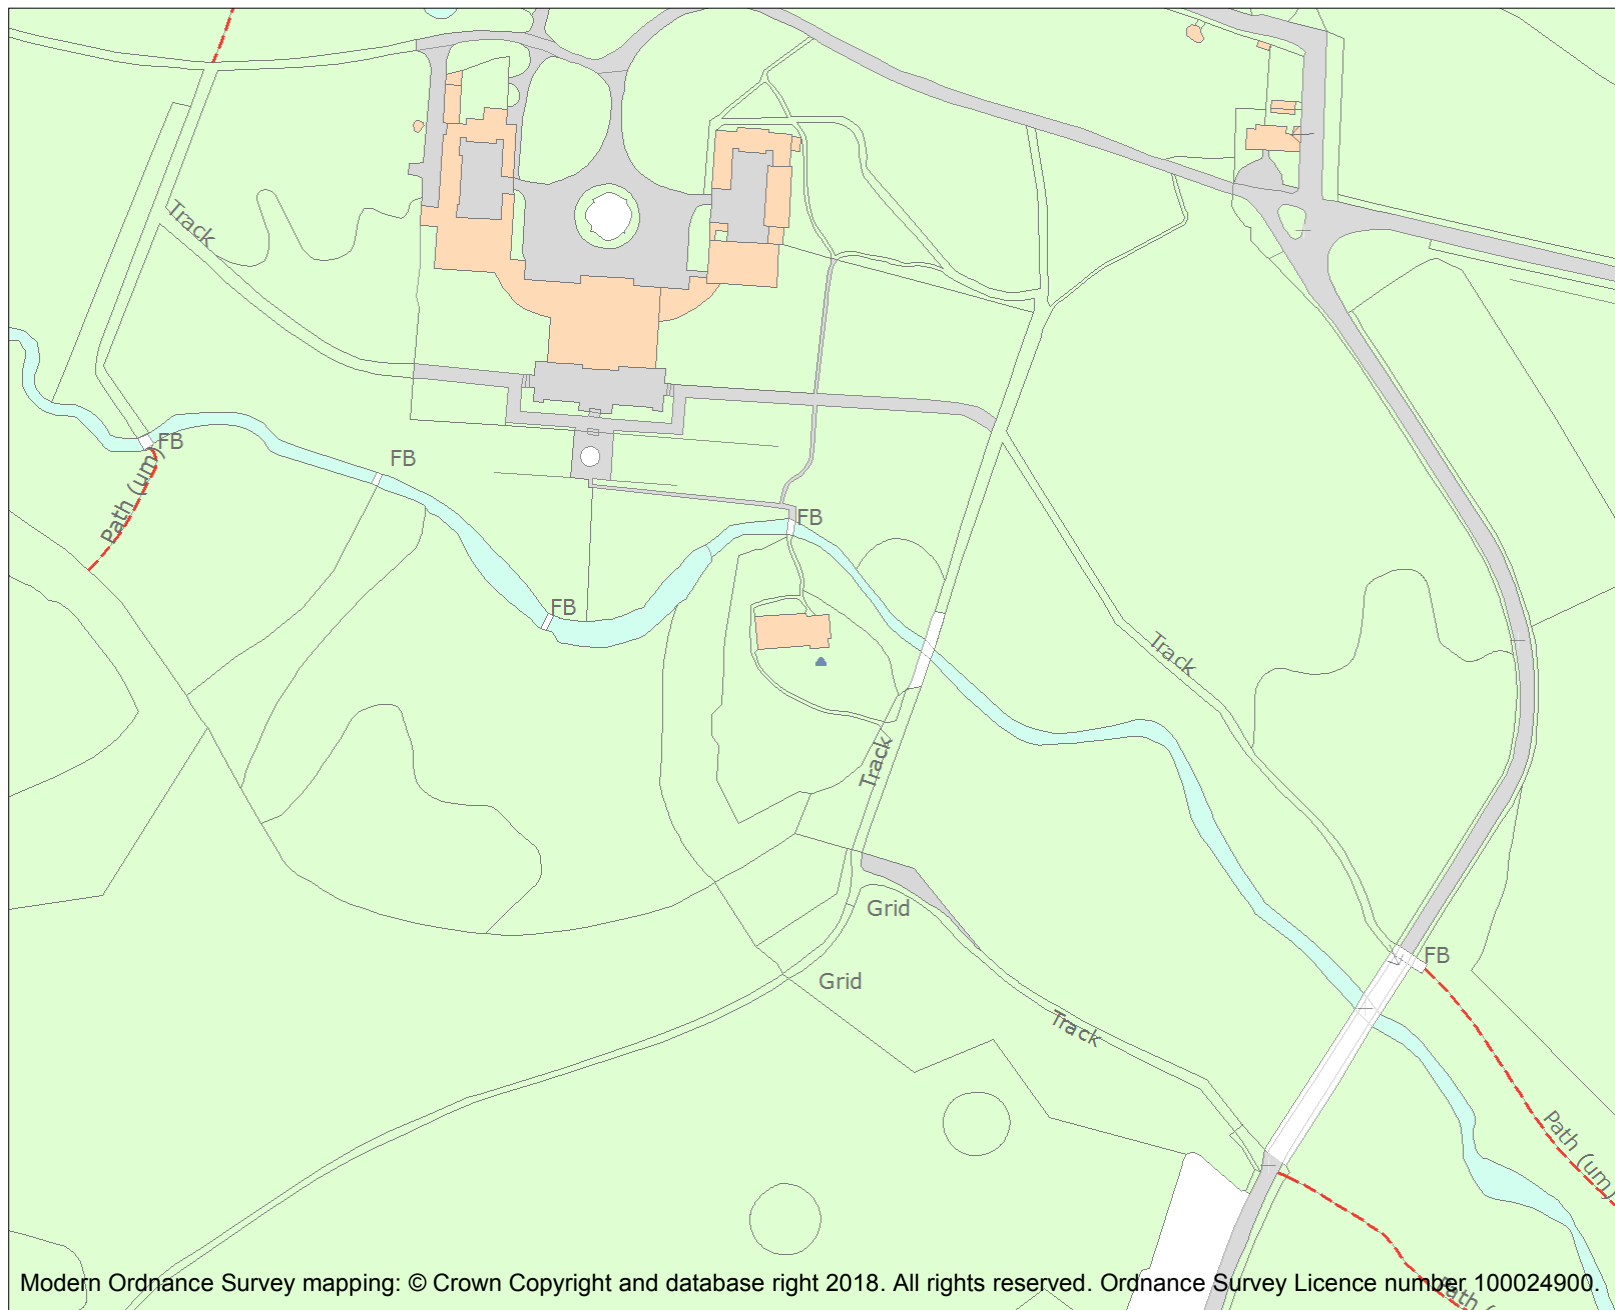 Track
FB
Path (um)
FB
FB
FB
Track
Track
Grid
FB
Grid
Track
Path (um)
Path (
Modern Ordnance Survey mapping: © Crown Copyright and database right 2018. All rights reserved. Ordnance Survey Licence number 100024900.